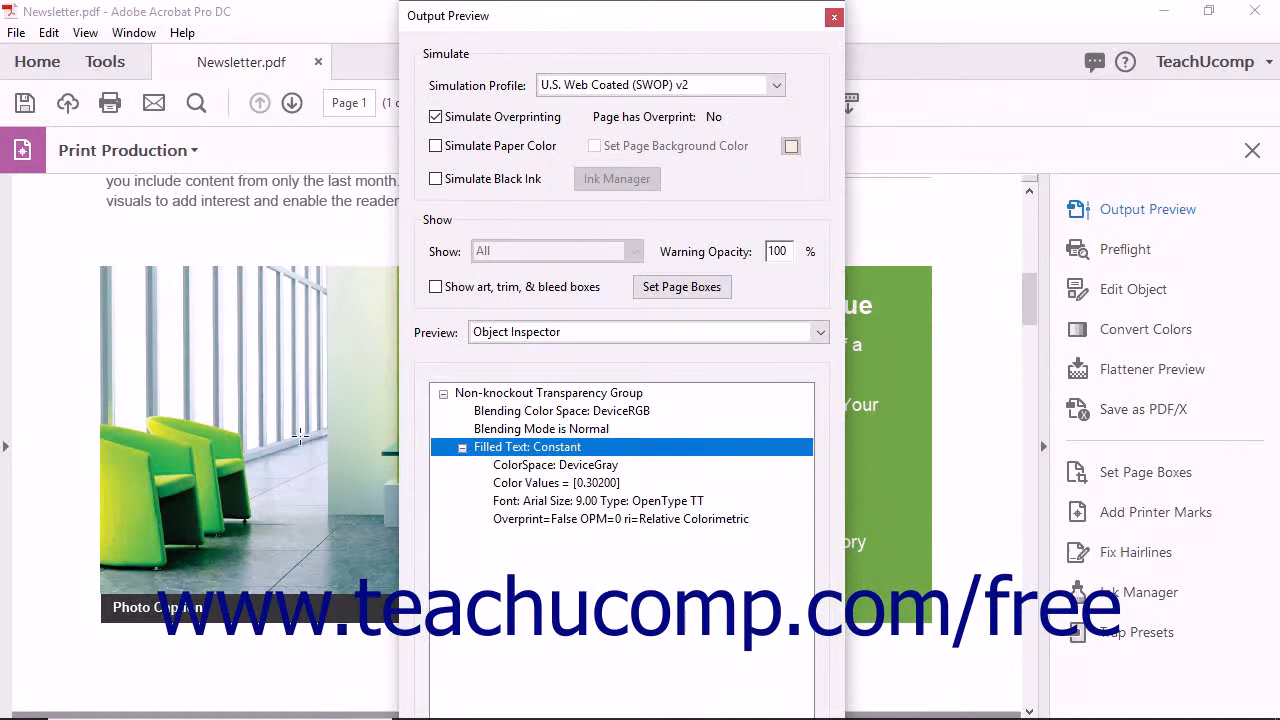 Newsletter.pdf - Adobe Acrobat Pro DC
File Edit View Window Help
Home Tools Newsletter.pdf × TeachUcomp
Page 1 (1 o
Print Production
you include content from only the last month.
visuals to add interest and enable the reader
Photo Caption
Output Preview
Simulate
Simulation Profile: U.S. Web Coated (SWOP) v2
Simulate Overprinting Page has Overprint: No
Simulate Paper Color Set Page Background Color
Simulate Black Ink Ink Manager
Show
Show: All Warning Opacity: 100 %
Show art, trim, & bleed boxes Set Page Boxes
Preview: Object Inspector
Non-knockout Transparency Group
Blending Color Space: DeviceRGB
Blending Mode is Normal
Filled Text: Constant
ColorSpace: DeviceGray
Color Values = [0.30200]
Font: Arial Size: 9.00 Type: OpenType TT
Overprint=False OPM=0 ri=Relative Colorimetric
ue
f a
Your
ory
Output Preview
Preflight
Edit Object
Convert Colors
Flattener Preview
Save as PDF/X
Set Page Boxes
Add Printer Marks
Fix Hairlines
Ink Manager
Trap Presets
www.teachucomp.com/free